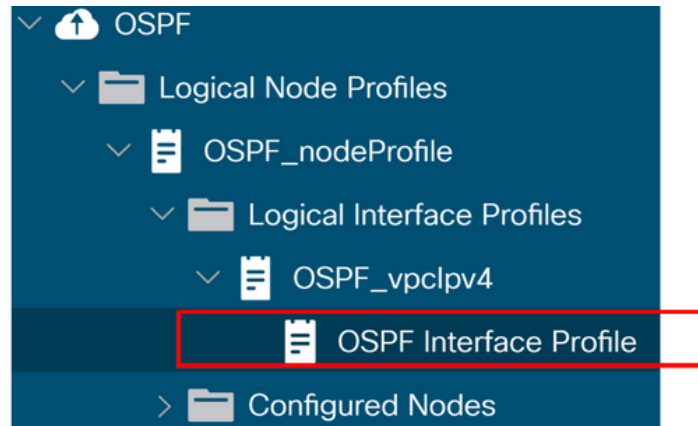 OSPF
Logical Node Profiles
OSPF_nodeProfile
Logical Interface Profiles
OSPF_vpcIpv4
OSPF Interface Profile
Configured Nodes